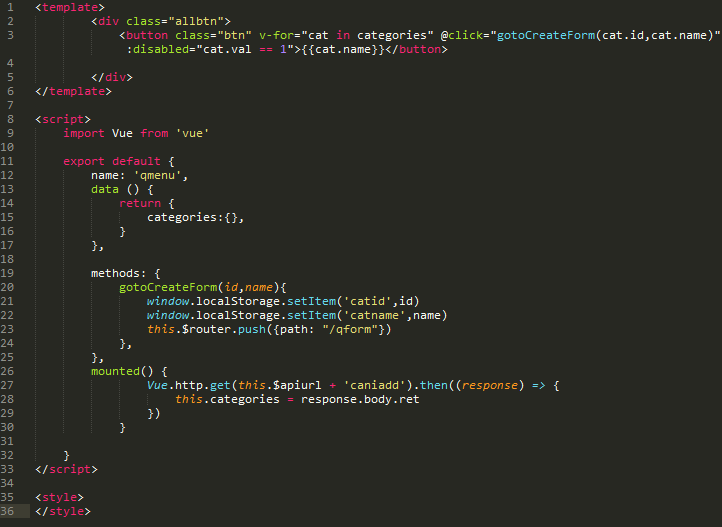 1 <template>
2 <div class="allbtn">
3 <button class="btn" v-for="cat in categories" @click="gotoCreateForm(cat.id,cat.name)"
:disabled="cat.val == 1">{{cat.name}}</button>
4
5 </div>
6 </template>
7
8 <script>
9 import Vue from 'vue'
10
11 export default {
12 name: 'qmenu',
13 data () {
14 return {
15 categories:{},
16 }
17 },
18
19 methods: {
20 gotoCreateForm(id,name){
21 window.localStorage.setItem('catid',id)
22 window.localStorage.setItem('catname',name)
23 this.$router.push({path: "/qform"})
24 },
25 },
26 mounted() {
27 Vue.http.get(this.$apiurl + 'caniadd').then((response) => {
28 this.categories = response.body.ret
29 })
30 }
31
32 }
33 </script>
34
35 <style>
36 </style>